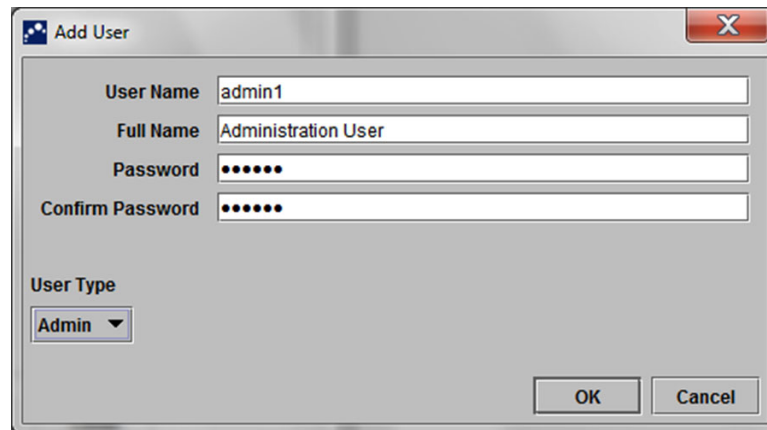 Add User
User Name admin1
Full Name Administration User
Password ••••••
Confirm Password ••••••
User Type
Admin
OK Cancel